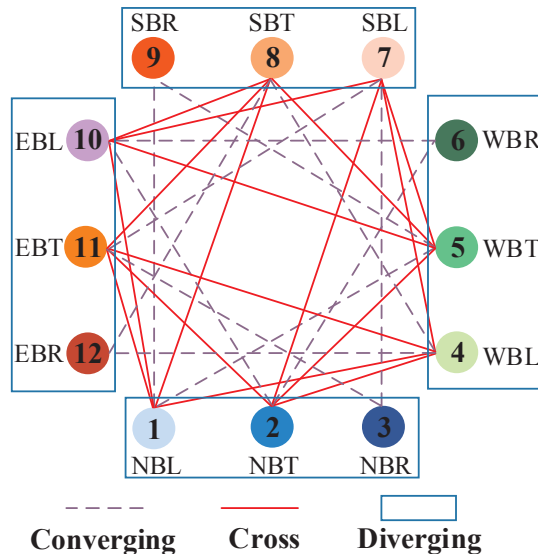 SBR SBT SBL
9 8 7
EBL 10 6 WBR
EBT 11 5 WBT
EBR 12 4 WBL
1 2 3
NBL NBT NBR
Converging Cross Diverging